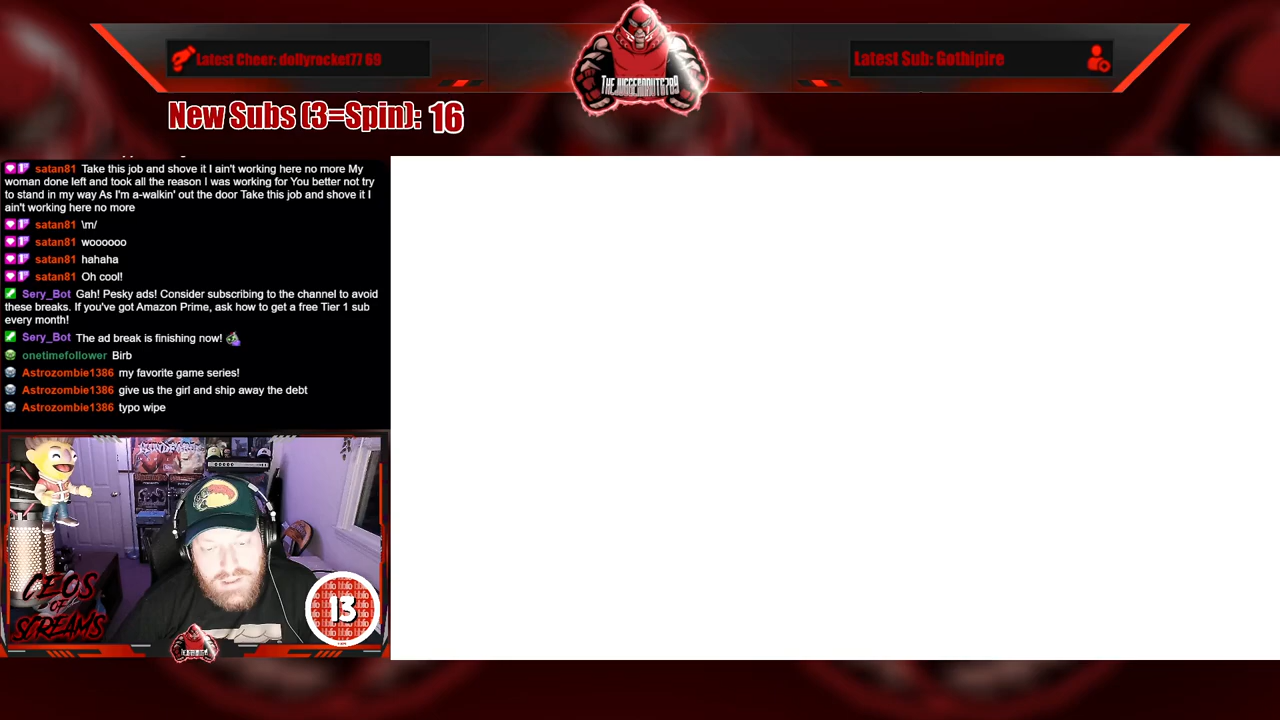 Latest Cheer: dollyrocket77 69
Latest Sub: Gothipire
THEJUGGERNAUT6789
New Subs (3=Spin): 16
satan81 Take this job and shove it I ain't working here no more My
woman done left and took all the reason I was working for You better not try
to stand in my way As I'm a-walkin' out the door Take this job and shove it I
ain't working here no more
satan81 \m/
satan81 woooooo
satan81 hahaha
satan81 Oh cool!
Sery_Bot Gah! Pesky ads! Consider subscribing to the channel to avoid
these breaks. If you've got Amazon Prime, ask how to get a free Tier 1 sub
every month!
Sery_Bot The ad break is finishing now!
onetimefollower Birb
Astrozombie1386 my favorite game series!
Astrozombie1386 give us the girl and ship away the debt
Astrozombie1386 typo wipe
CEOS
OF
SCREAMS
13